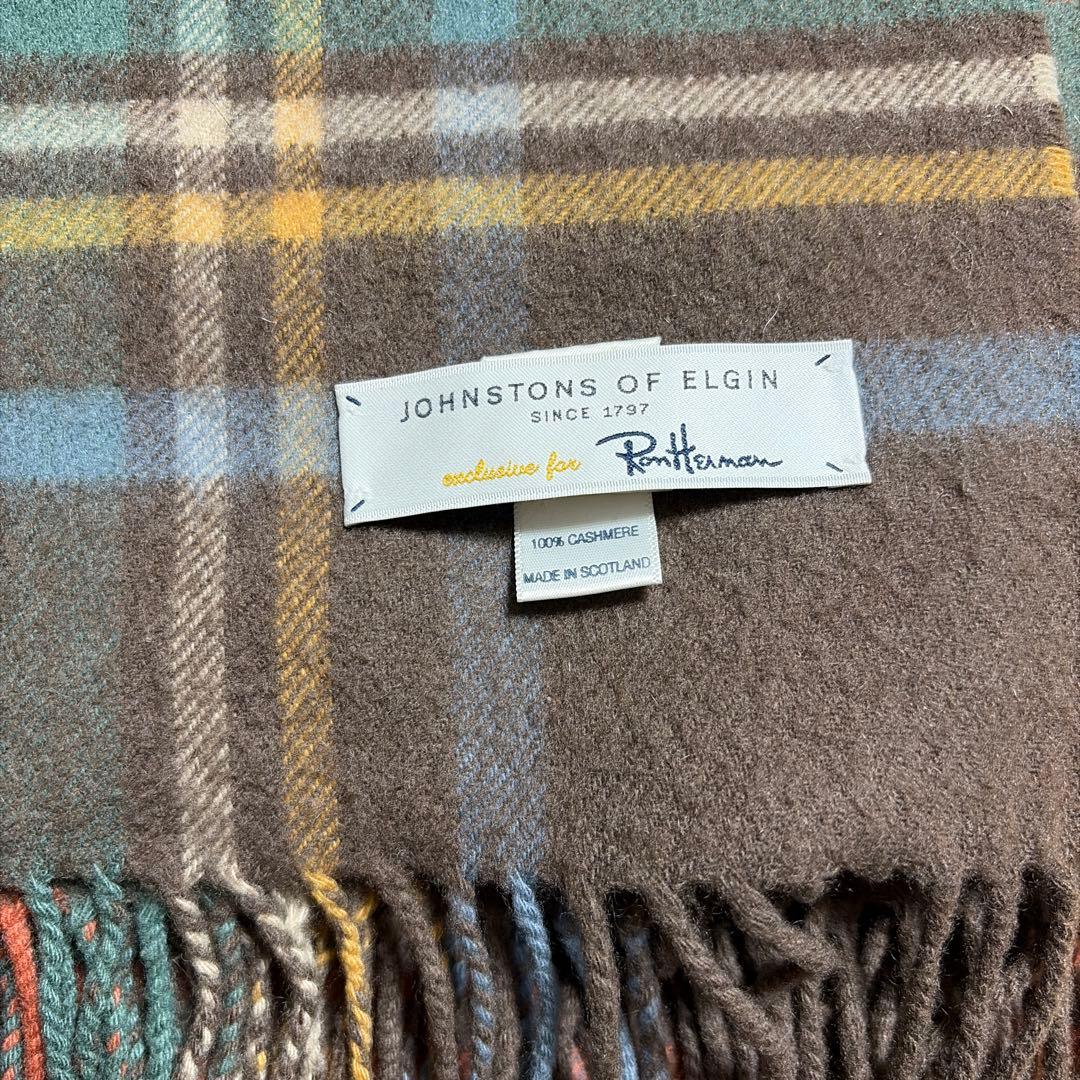 JOHNSTONS OF ELGIN
SINCE 1797
exclusive for Ron Herman
100% CASHMERE
MADE IN SCOTLAND